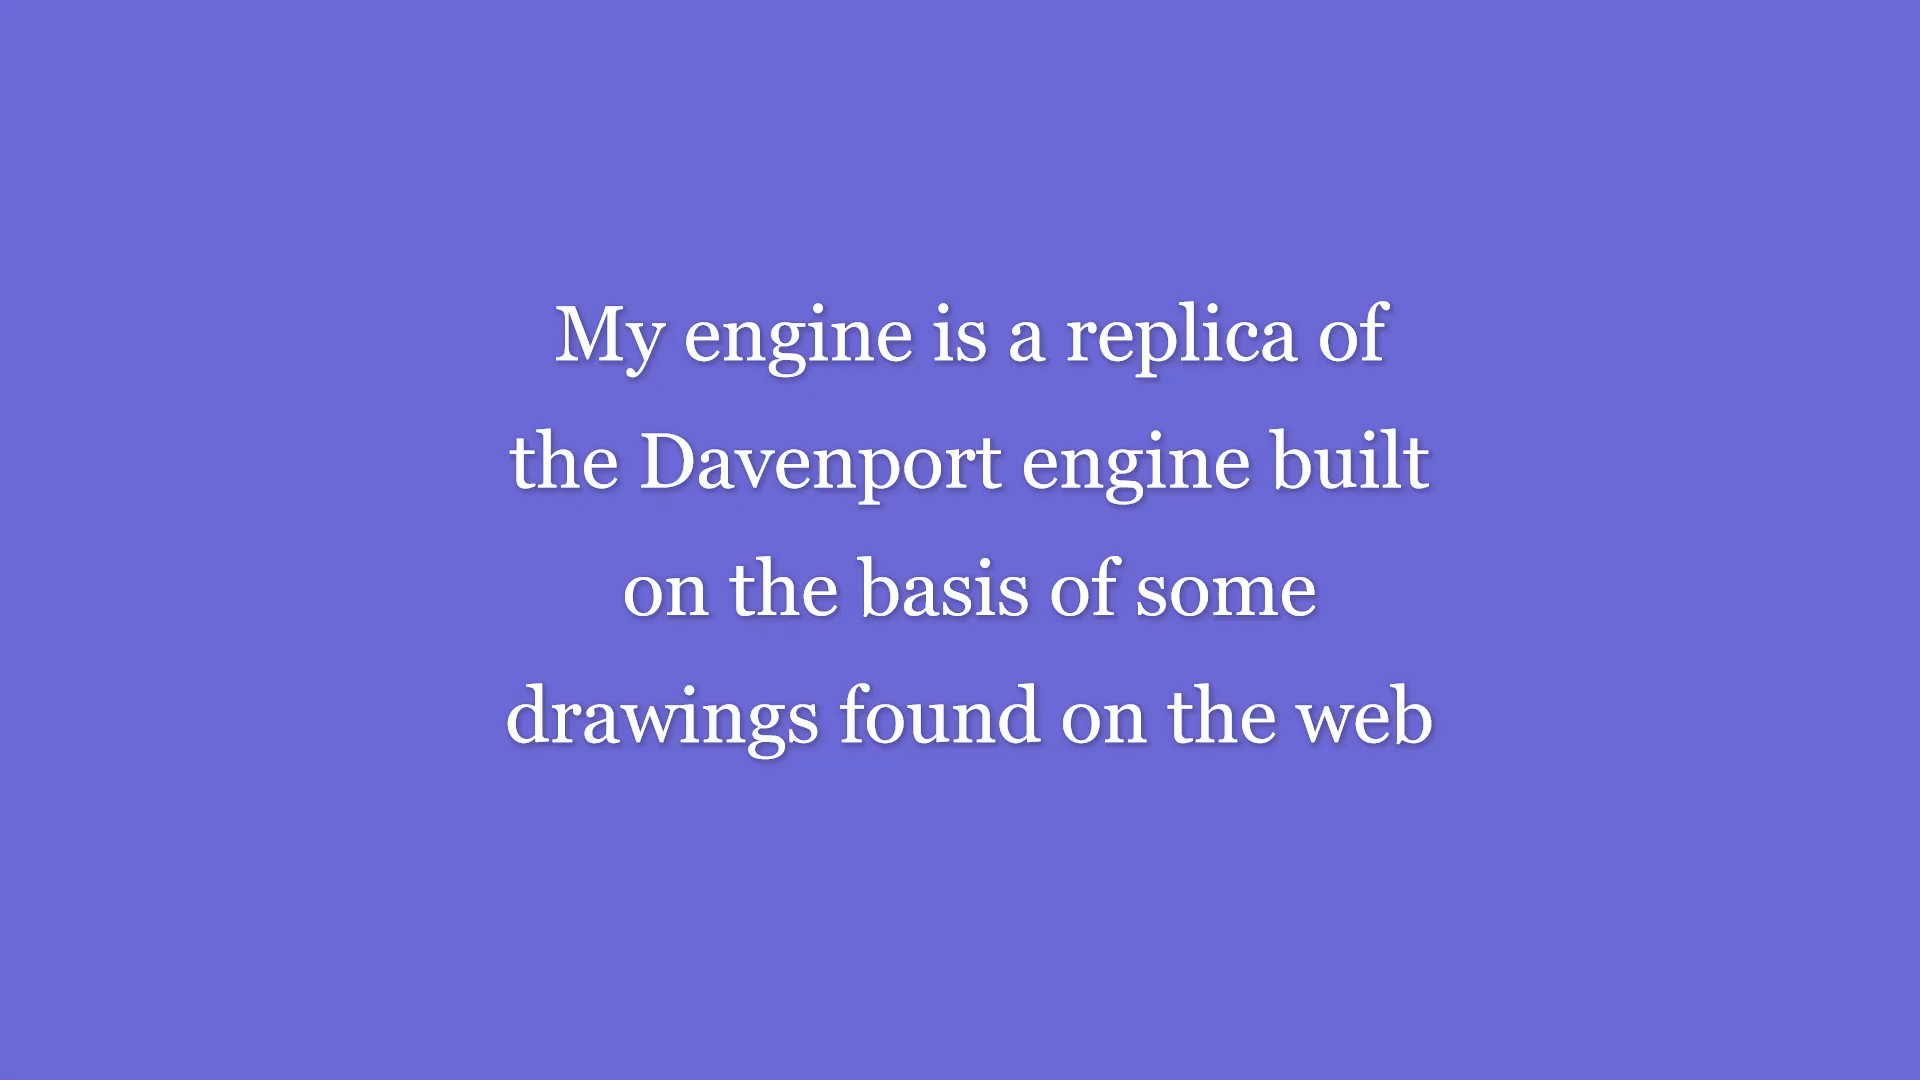 My engine is a replica of
the Davenport engine built
on the basis of some
drawings found on the web